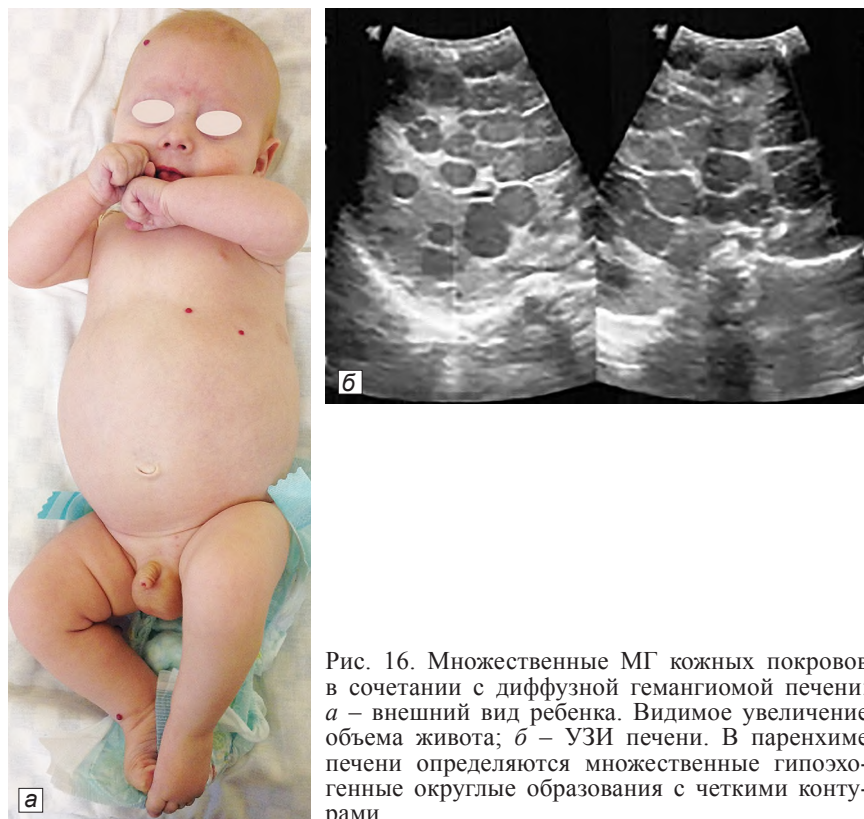 а
б
Рис. 16. Множественные МГ кожных покровов
в сочетании с диффузной гемангиомой печени:
а – внешний вид ребенка. Видимое увеличение
объема живота; б – УЗИ печени. В паренхиме
печени определяются множественные гипоэхо-
генные округлые образования с четкими конту-
рами